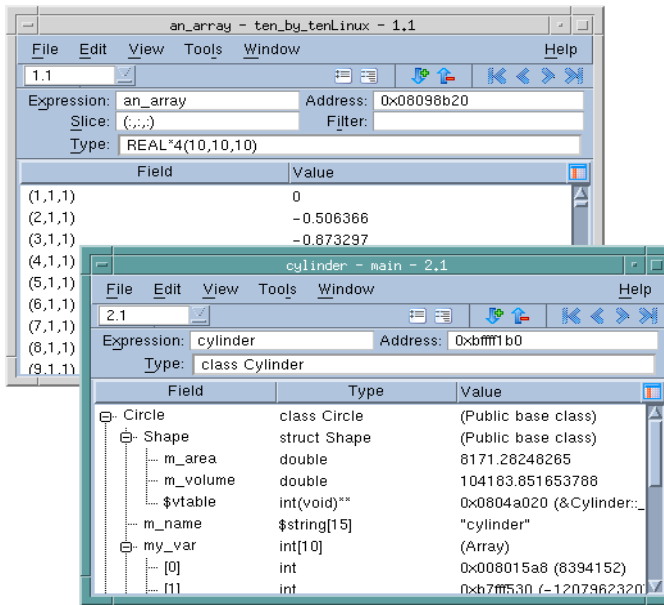 an_array - ten_by_tenLinux - 1.1
File Edit View Tools Window Help
1.1
Expression: an_array Address: 0x08098b20
Slice: (:,:,:) Filter:
Type: REAL*4(10,10,10)
Field Value
(1,1,1) 0
(2,1,1) -0.506366
(3,1,1) -0.873297
(4,1,1)
(5,1,1)
(6,1,1)
(7,1,1)
(8,1,1)
(9,1,1)
cylinder - main - 2.1
File Edit View Tools Window Help
2.1
Expression: cylinder Address: 0xbffff1b0
Type: class Cylinder
Field Type Value
Circle class Circle (Public base class)
Shape struct Shape (Public base class)
m_area double 8171.28248265
m_volume double 104183.851653788
$vtable int(void)** 0x0804a020 (&Cylinder::_
m_name $string[15] "cylinder"
my_var int[10] (Array)
[0] int 0x008015a8 (8394152)
[1] int 0xb7fff530 (-1207962320)